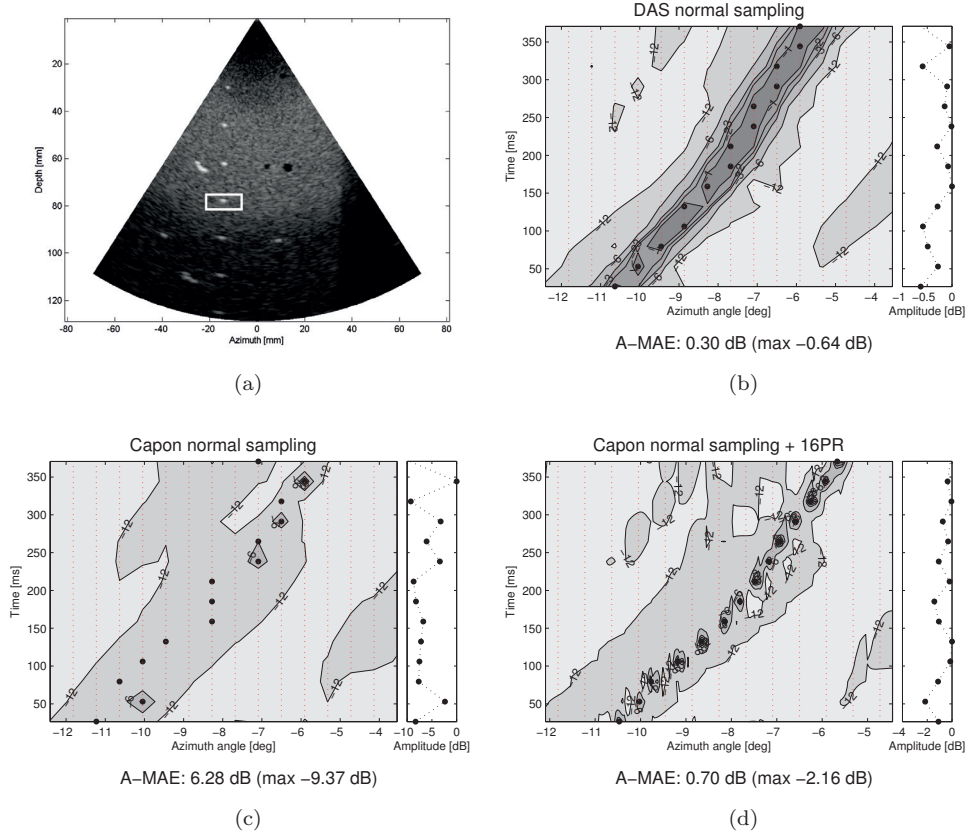 20
40
60
80
100
120
Depth [mm]
-80 -60 -40 -20 0 20 40 60 80
Azimuth [mm]
(a)
DAS normal sampling
350
300
250
200
150
100
50
Time [ms]
−12 −11 −10 −9 −8 −7 −6 −5 −4
Azimuth angle [deg]
−1 −0.5 0
Amplitude [dB]
A−MAE: 0.30 dB (max −0.64 dB)
(b)
Capon normal sampling
350
300
250
200
150
100
50
Time [ms]
−12 −11 −10 −9 −8 −7 −6 −5 −4
Azimuth angle [deg]
−5 0
Amplitude [dB]
A−MAE: 6.28 dB (max −9.37 dB)
(c)
Capon normal sampling + 16PR
350
300
250
200
150
100
50
Time [ms]
−12 −11 −10 −9 −8 −7 −6 −5 −4
Azimuth angle [deg]
−4 −2 0
Amplitude [dB]
A−MAE: 0.70 dB (max −2.16 dB)
(d)